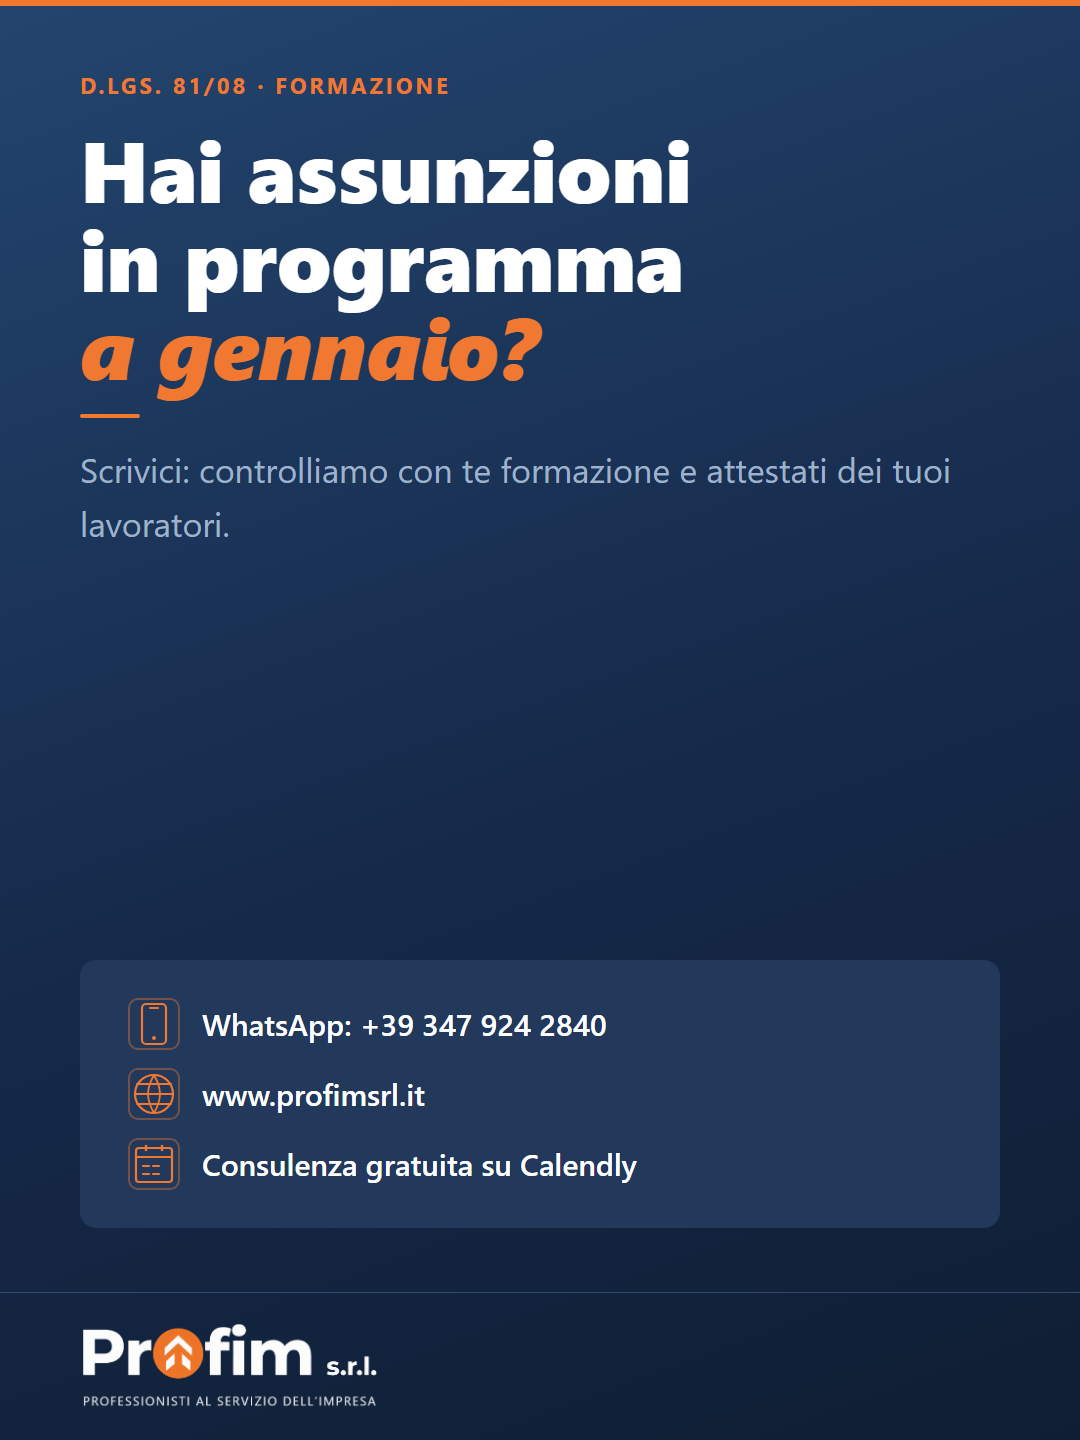 D.LGS. 81/08 · FORMAZIONE
Hai assunzioni
in programma
a gennaio?
Scrivici: controlliamo con te formazione e attestati dei tuoi
lavoratori.
WhatsApp: +39 347 924 2840
www.profimsrl.it
Consulenza gratuita su Calendly
Profim s.r.l.
PROFESSIONISTI AL SERVIZIO DELL'IMPRESA